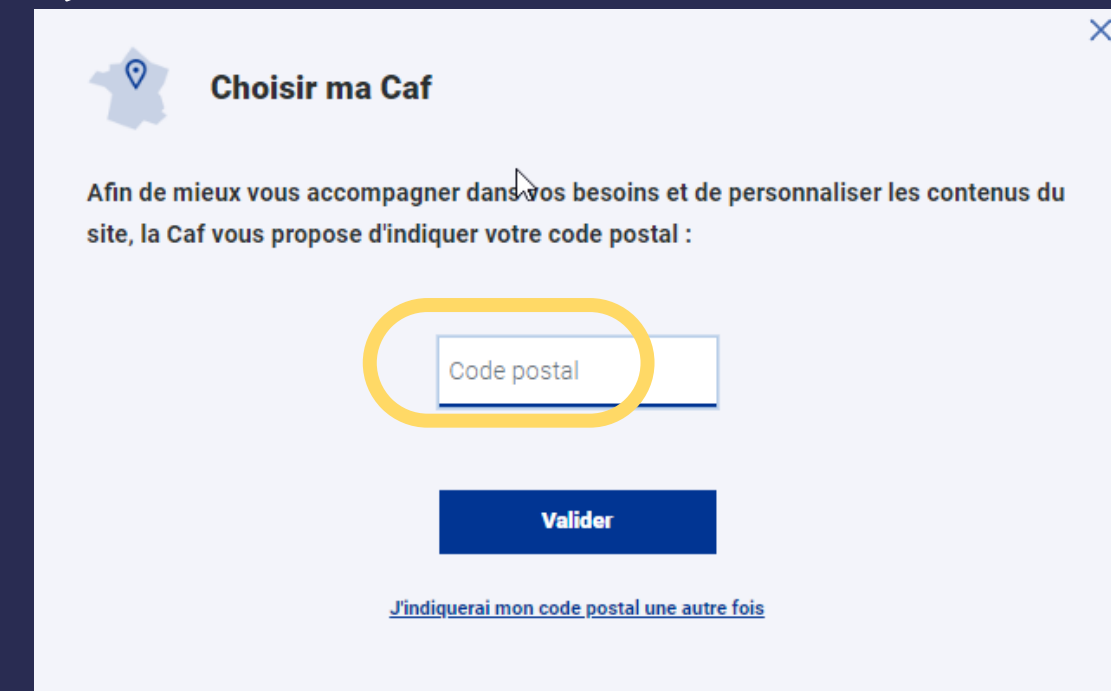 Choisir ma Caf
Afin de mieux vous accompagner dans vos besoins et de personnaliser les contenus du
site, la Caf vous propose d'indiquer votre code postal :
Code postal
Valider
J'indiquerai mon code postal une autre fois